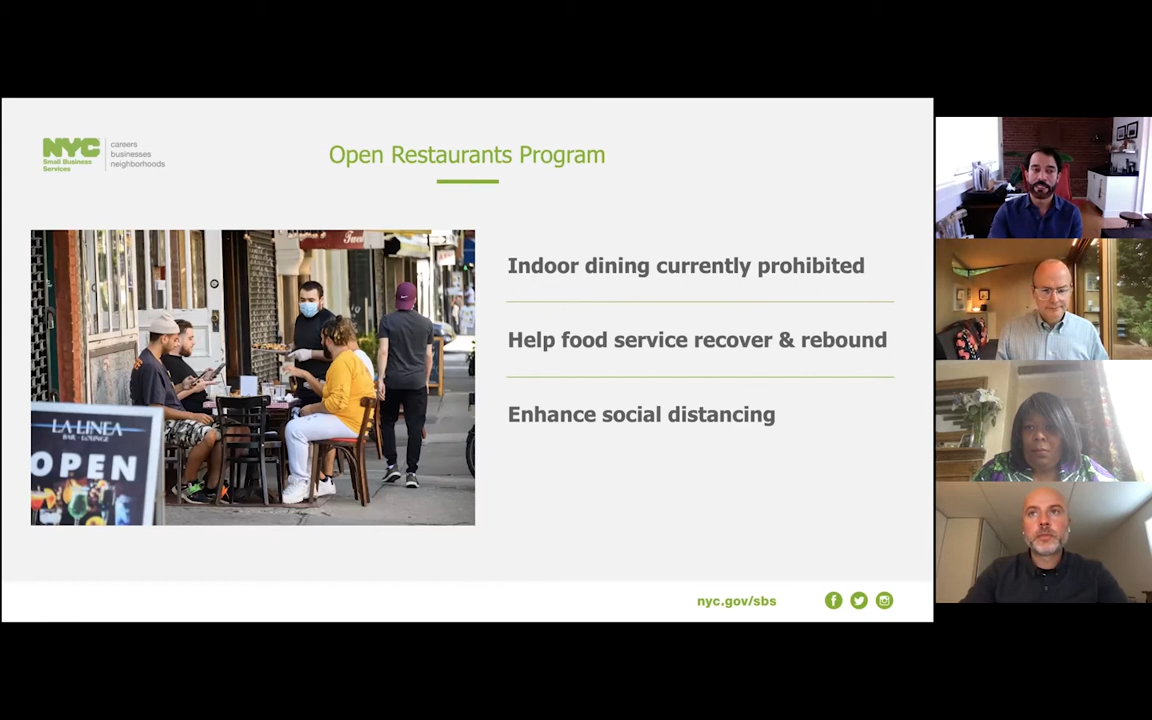 NYC
Small Business
Services
careers
businesses
neighborhoods
Open Restaurants Program
Indoor dining currently prohibited
Help food service recover & rebound
Enhance social distancing
LA LINEA
BAR - LOUNGE
OPEN
nyc.gov/sbs